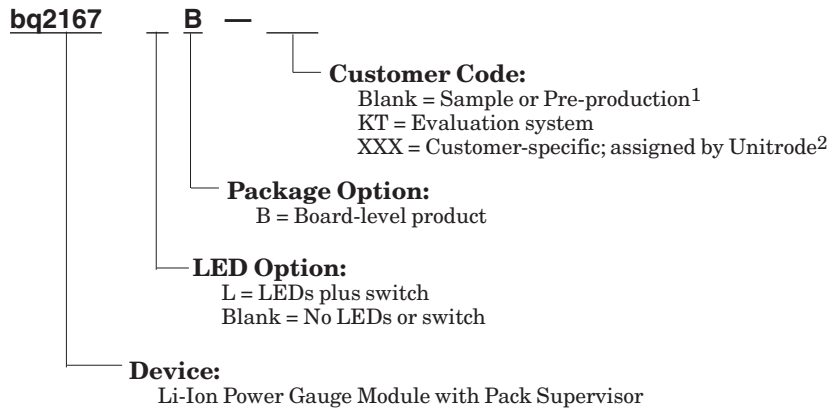 bq2167 B —
Customer Code:
Blank = Sample or Pre-production1
KT = Evaluation system
XXX = Customer-specific; assigned by Unitrode2
Package Option:
B = Board-level product
LED Option:
L = LEDs plus switch
Blank = No LEDs or switch
Device:
Li-Ion Power Gauge Module with Pack Supervisor